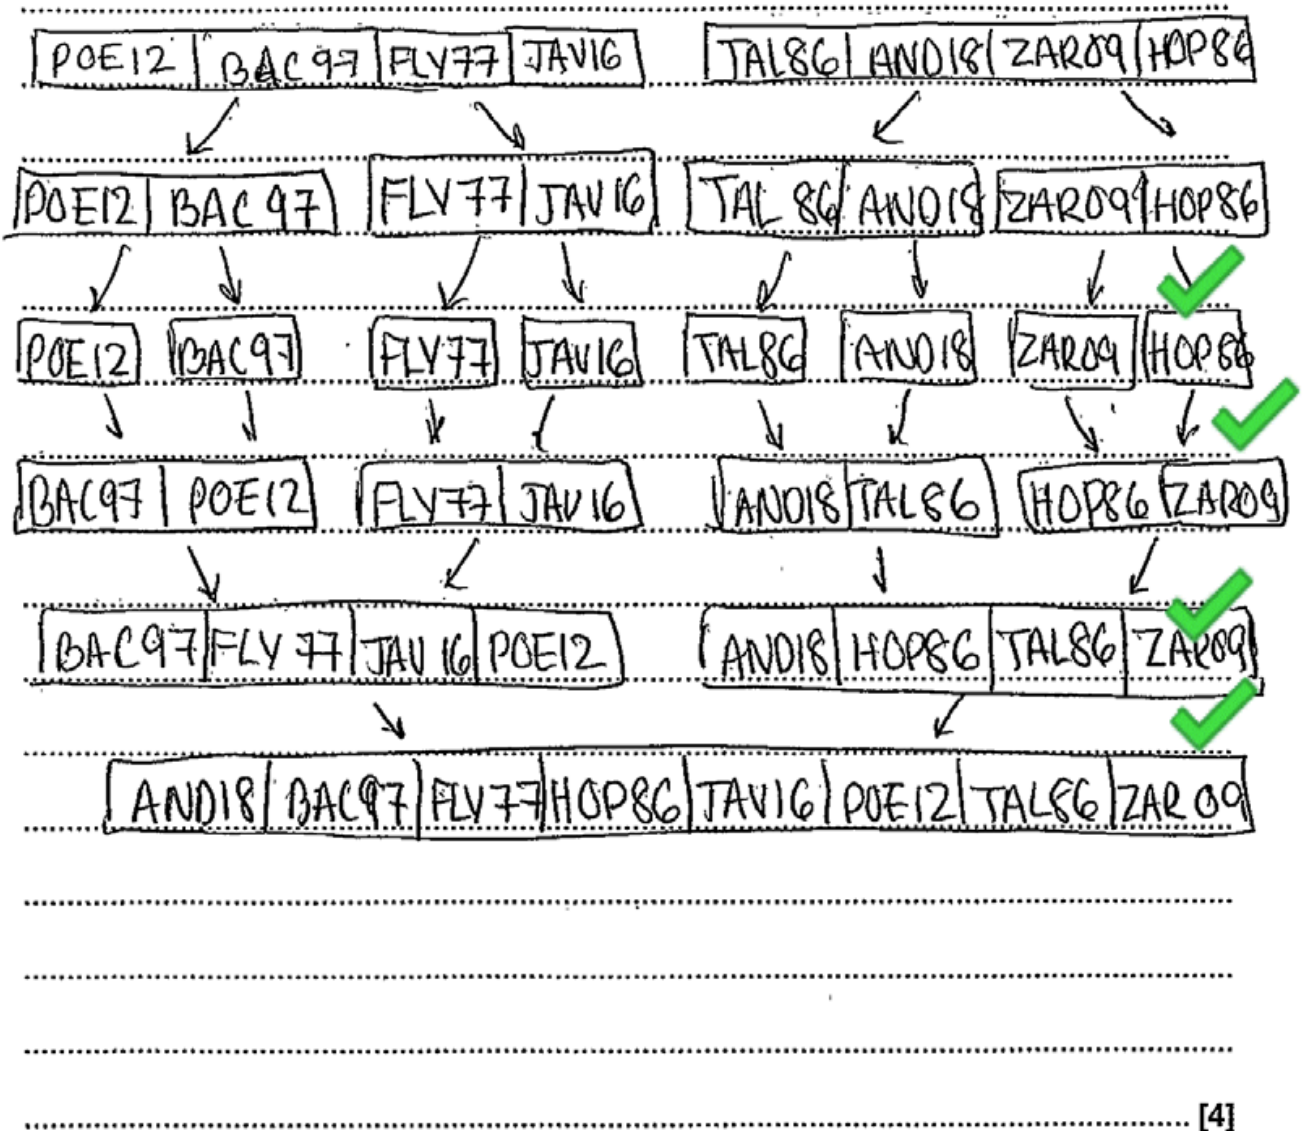 POE12 BAC97 FLY77 JAV16 TAL86 AND18 ZAR09 HOP86
POE12 BAC97 FLY77 JAV16 TAL86 AND18 ZAR09 HOP86
POE12 BAC97 FLY77 JAV16 TAL86 AND18 ZAR09 HOP86
BAC97 POE12 FLY77 JAV16 AND18 TAL86 HOP86 ZAR09
BAC97 FLY77 JAV16 POE12 AND18 HOP86 TAL86 ZAR09
AND18 BAC97 FLY77 HOP86 JAV16 POE12 TAL86 ZAR09
[4]